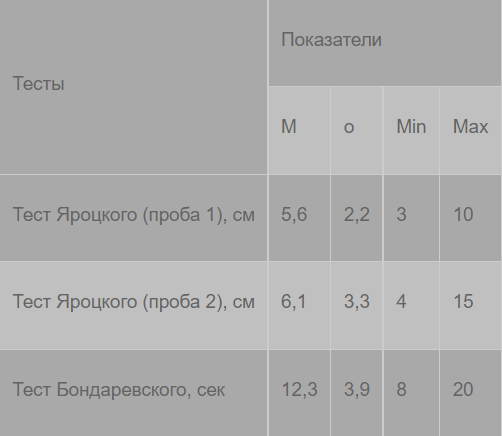 Тесты
Показатели
М
о
Min
Max
Тест Яроцкого (проба 1), см
5,6
2,2
3
10
Тест Яроцкого (проба 2), см
6,1
3,3
4
15
Тест Бондаревского, сек
12,3
3,9
8
20